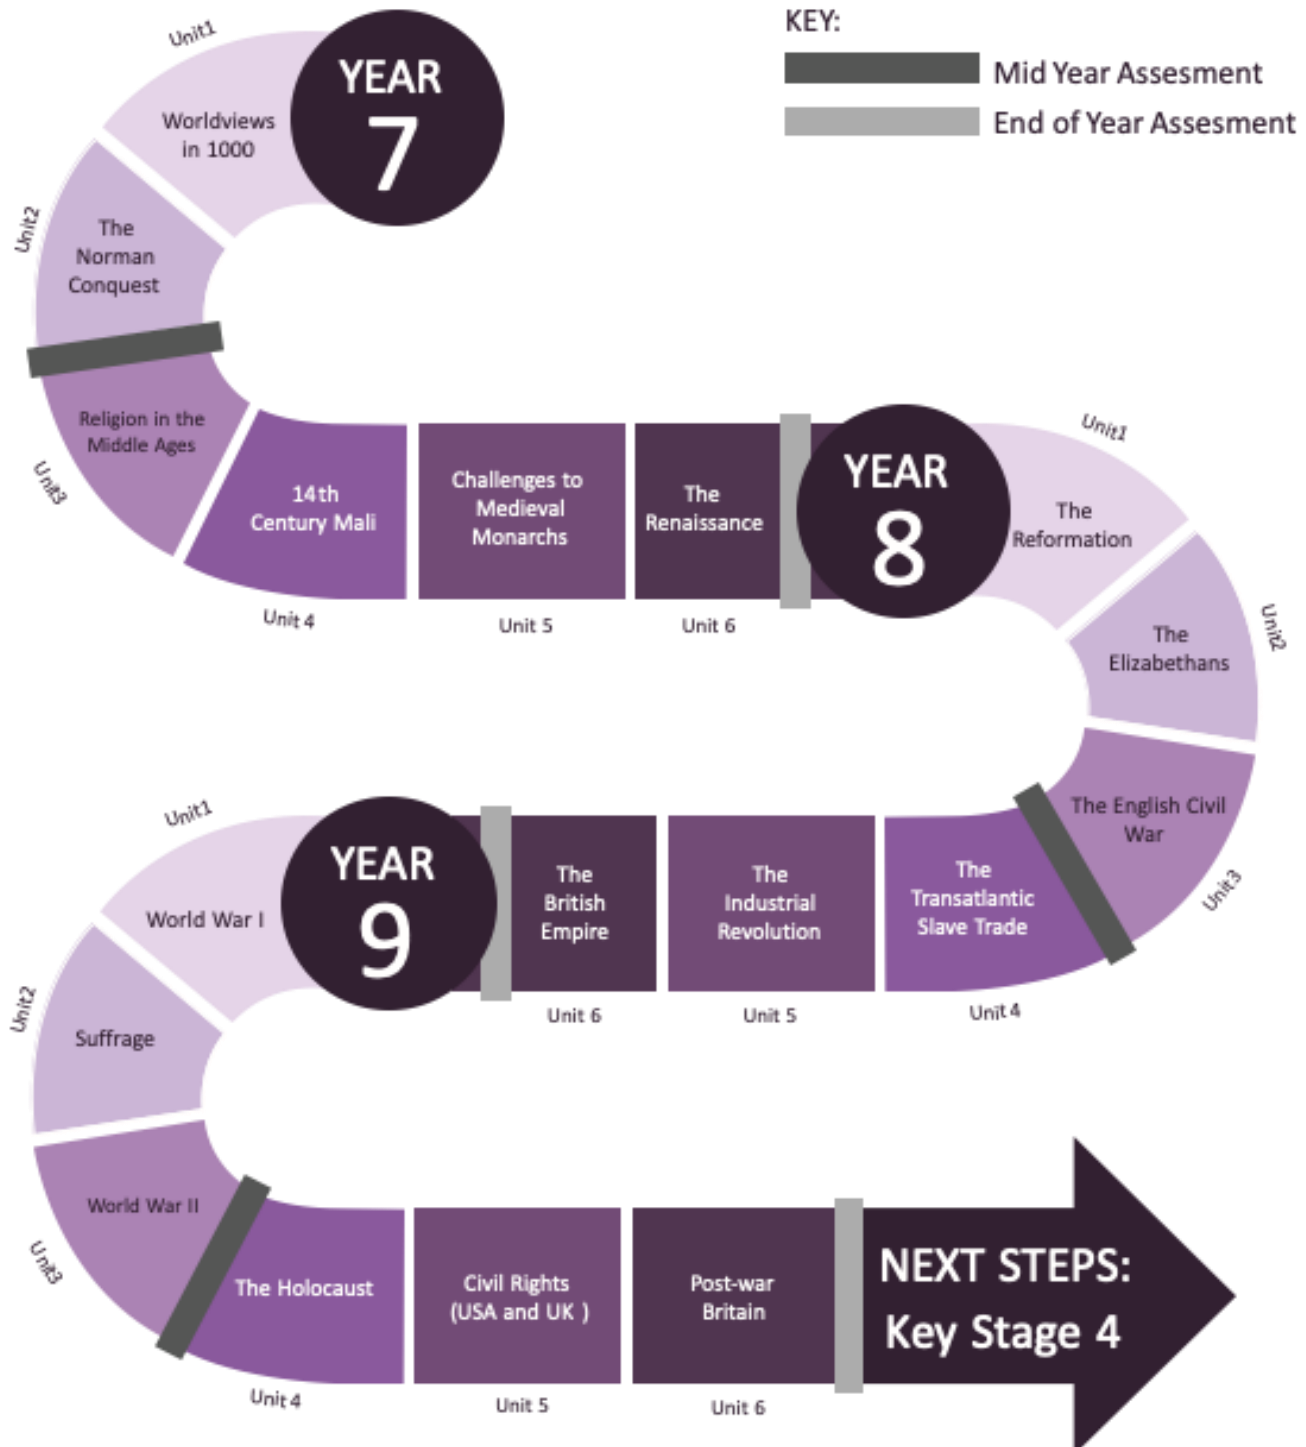 KEY:
Mid Year Assesment
End of Year Assesment
YEAR
7
Unit1
Worldviews
in 1000
Unit2
The
Norman
Conquest
Religion in the
Middle Ages
Unit3
14th
Century Mali
Unit 4
Challenges to
Medieval
Monarchs
Unit 5
The
Renaissance
Unit 6
YEAR
8
Unit1
The
Reformation
Unit2
The
Elizabethans
The English Civil
War
Unit3
The
Transatlantic
Slave Trade
Unit 4
The
Industrial
Revolution
Unit 5
The
British
Empire
Unit 6
YEAR
9
Unit1
World War I
Unit2
Suffrage
World War II
Unit3
The Holocaust
Unit 4
Civil Rights
(USA and UK )
Unit 5
Post-war
Britain
Unit 6
NEXT STEPS:
Key Stage 4